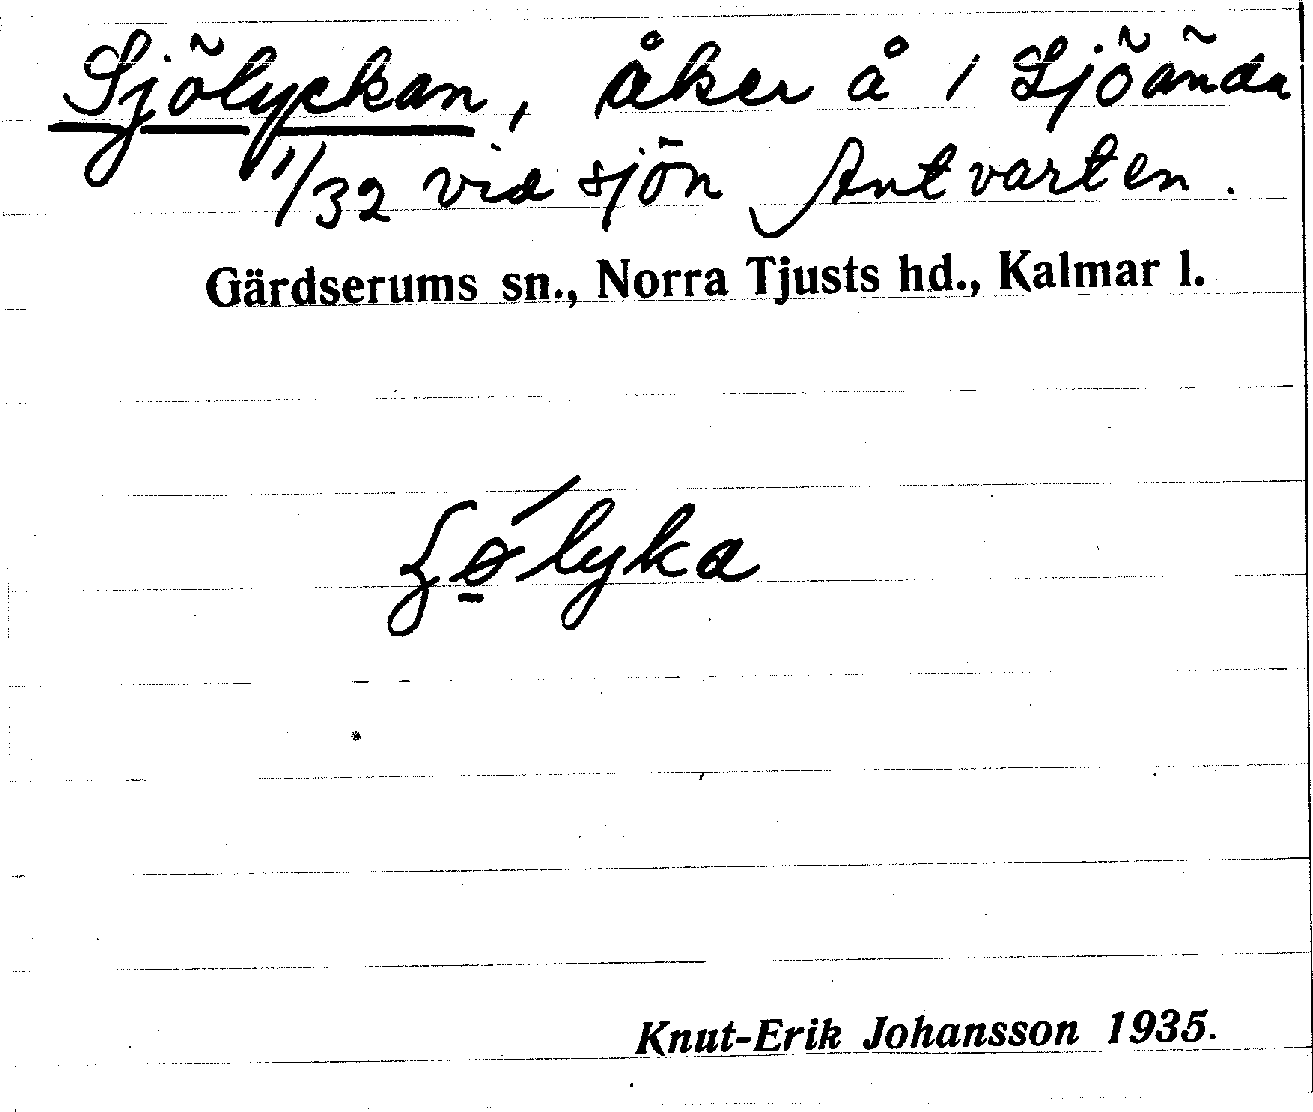 Sjölyckan, åker å 1 Sjöända
1/32 vid sjön Antvarten.
Gärdserums sn., Norra Tjusts hd., Kalmar l.
ʃǿlyka
Knut-Erik Johansson 1935.